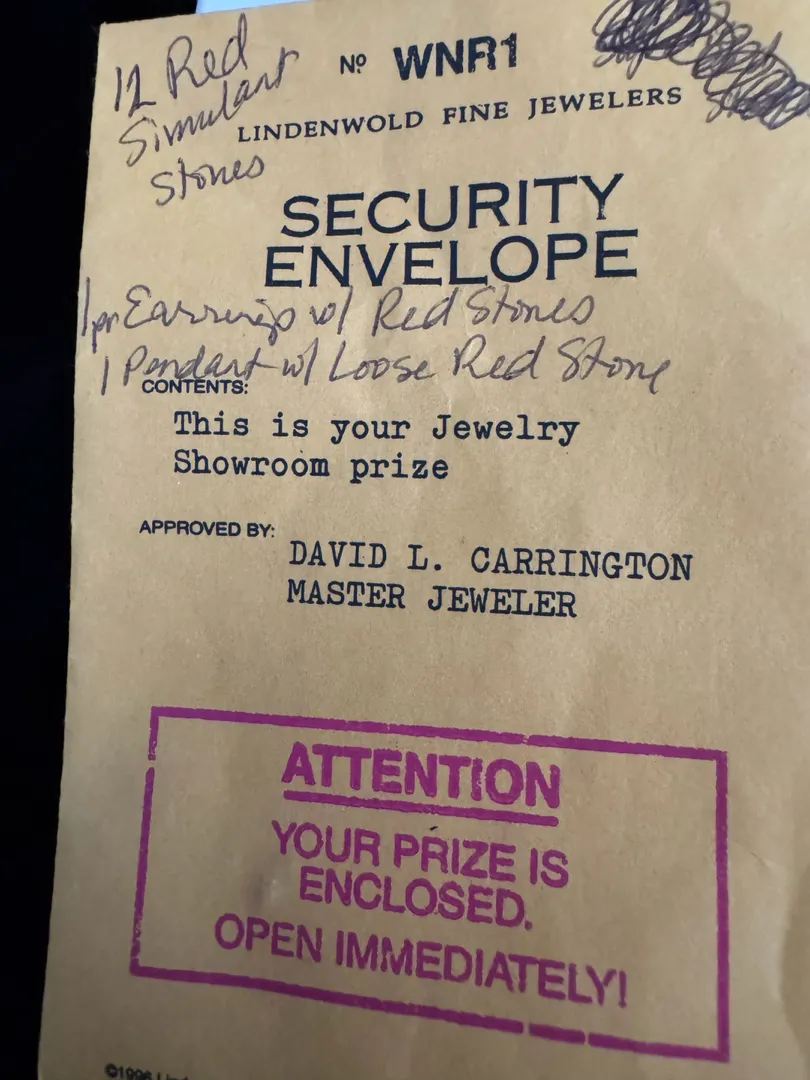 12 Red
Simulant
Stones
Nº WNR1
LINDENWOLD FINE JEWELERS
SECURITY
ENVELOPE
1 pr Earrings w/ Red Stones
1 Pendant w/ Loose Red Stone
CONTENTS:
This is your Jewelry
Showroom prize
APPROVED BY:
DAVID L. CARRINGTON
MASTER JEWELER
ATTENTION
YOUR PRIZE IS
ENCLOSED.
OPEN IMMEDIATELY!
©1996